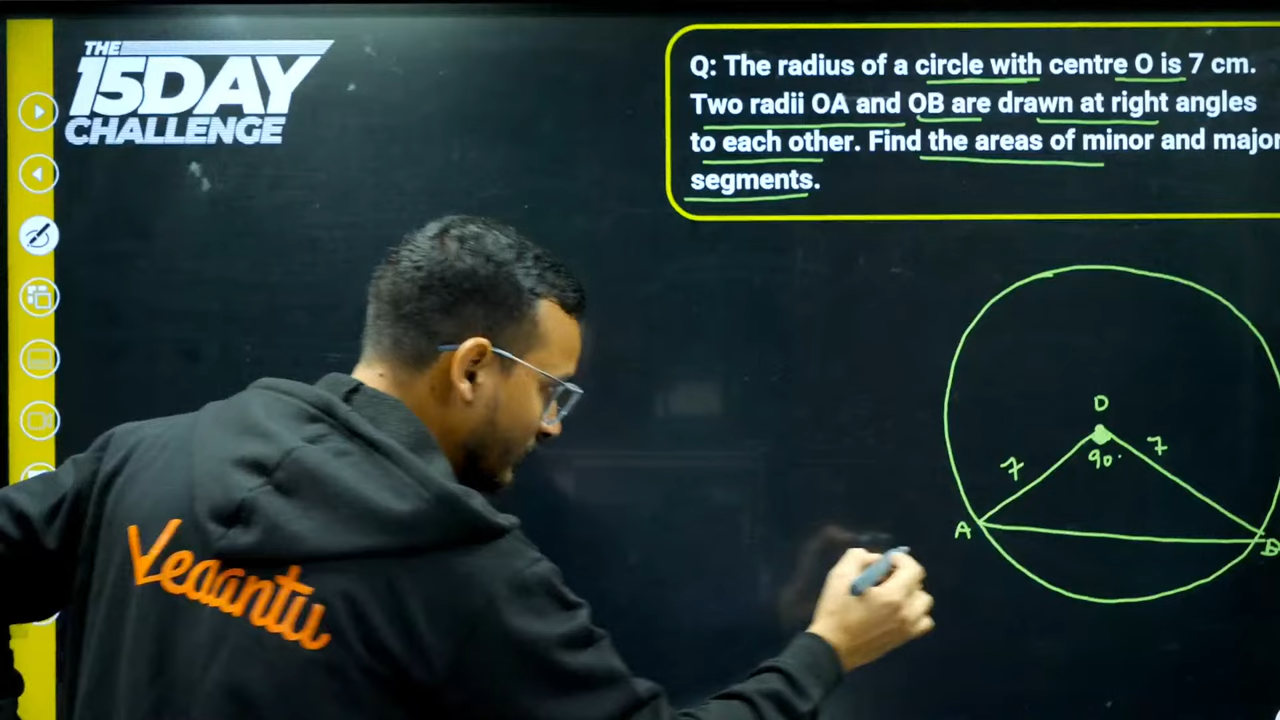 THE
15DAY
CHALLENGE
Q: The radius of a circle with centre O is 7 cm.
Two radii OA and OB are drawn at right angles
to each other. Find the areas of minor and major
segments.
O
7
7
90°
A
B
Vedantu